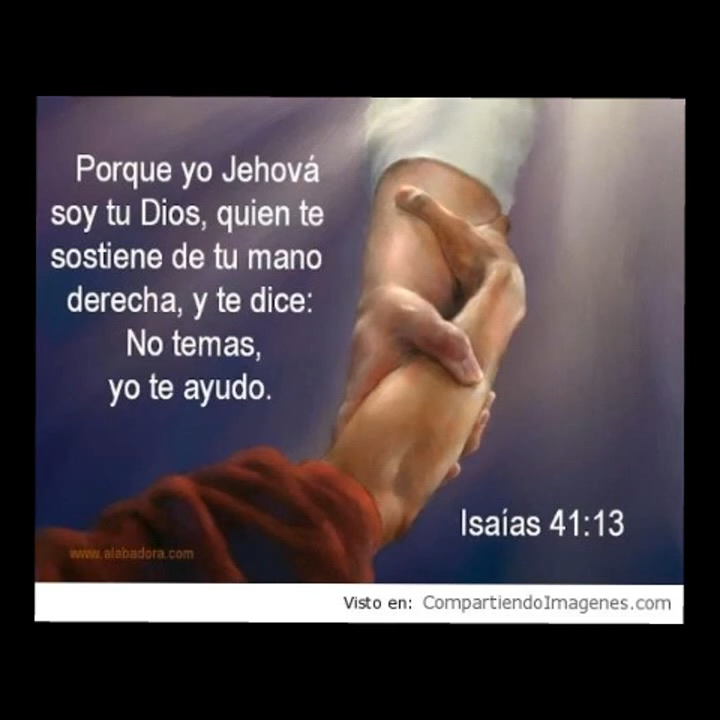 Porque yo Jehová
soy tu Dios, quien te
sostiene de tu mano
derecha, y te dice:
No temas,
yo te ayudo.
Isaías 41:13
www.alabadora.com
Visto en: CompartiendoImagenes.com